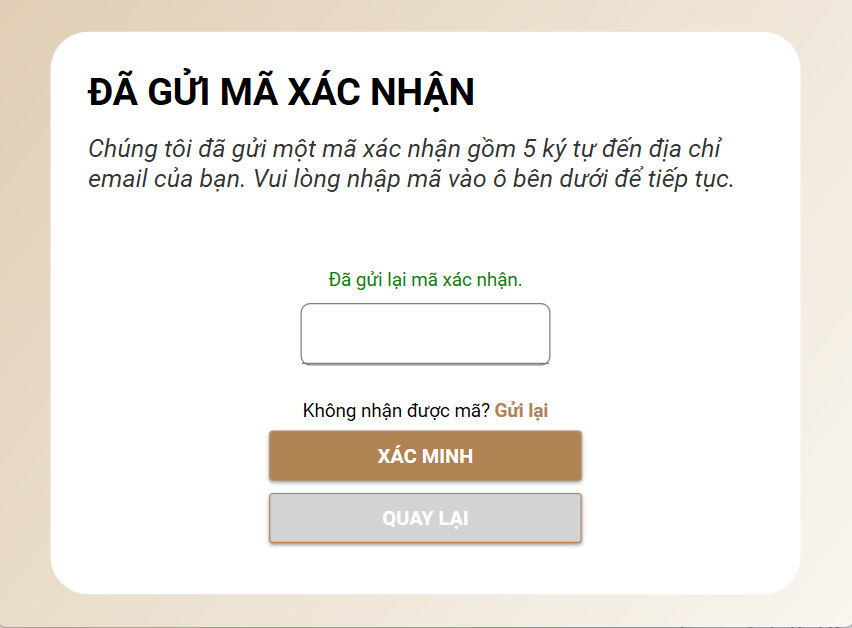 ĐÃ GỬI MÃ XÁC NHẬN
Chúng tôi đã gửi một mã xác nhận gồm 5 ký tự đến địa chỉ
email của bạn. Vui lòng nhập mã vào ô bên dưới để tiếp tục.
Đã gửi lại mã xác nhận.
Không nhận được mã? Gửi lại
XÁC MINH
QUAY LẠI